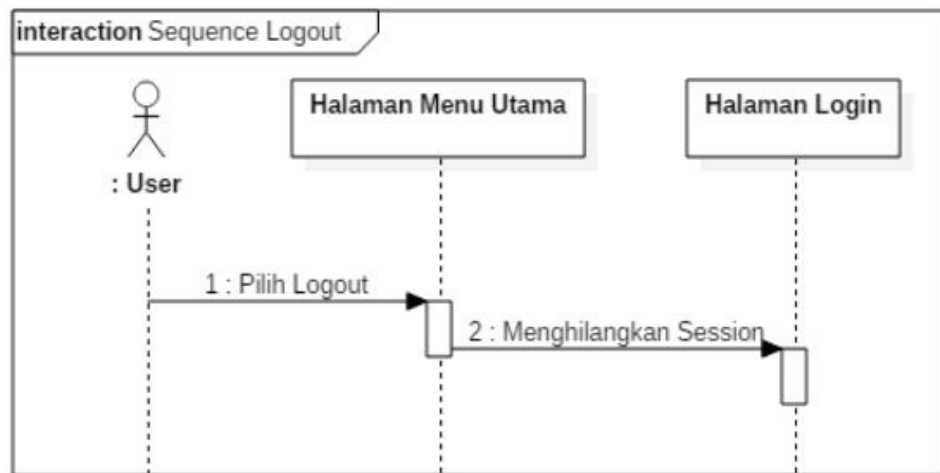 interaction Sequence Logout
Halaman Menu Utama
Halaman Login
: User
1 : Pilih Logout
2 : Menghilangkan Session